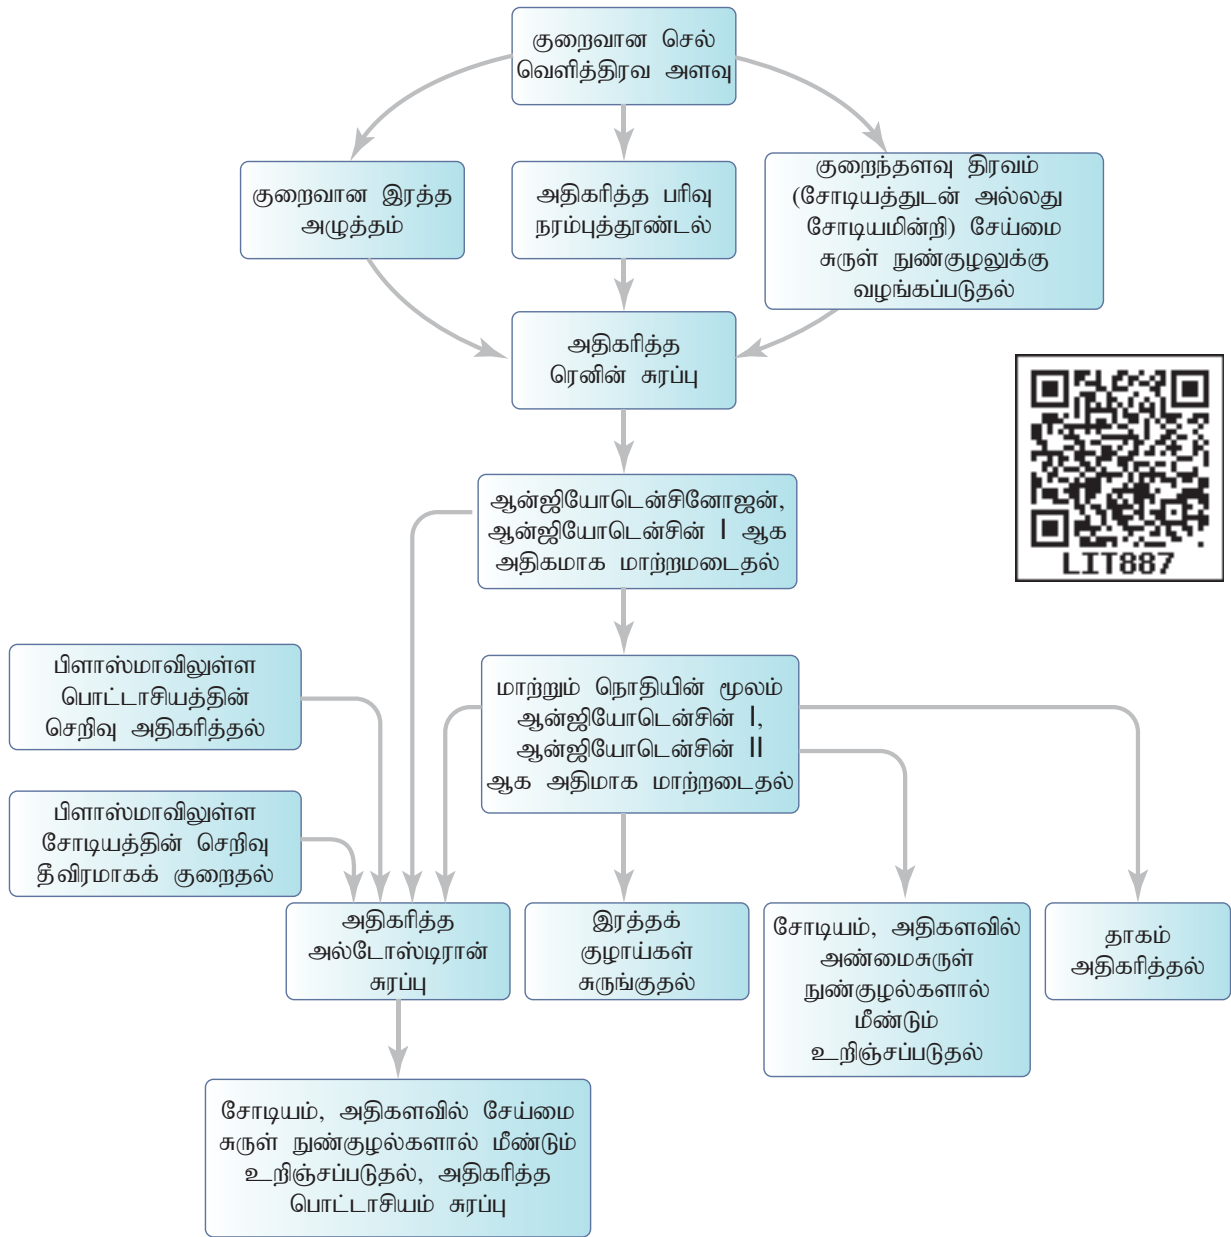 குறைவான செல்
வெளித்திரவ அளவு
குறைவான இரத்த
அழுத்தம்
அதிகரித்த பரிவு
நரம்புத்தூண்டல்
குறைந்தளவு திரவம்
(சோடியத்துடன் அல்லது
சோடியமின்றி) சேய்மை
சுருள் நுண்குழலுக்கு
வழங்கப்படுதல்
அதிகரித்த
ரெனின் சுரப்பு
LIT887
ஆன்ஜியோடென்சினோஜன்,
ஆன்ஜியோடென்சின் I ஆக
அதிகமாக மாற்றமடைதல்
பிளாஸ்மாவிலுள்ள
பொட்டாசியத்தின்
செறிவு அதிகரித்தல்
மாற்றும் நொதியின் மூலம்
ஆன்ஜியோடென்சின் I,
ஆன்ஜியோடென்சின் II
ஆக அதிமாக மாற்றடைதல்
பிளாஸ்மாவிலுள்ள
சோடியத்தின் செறிவு
தீவிரமாகக் குறைதல்
அதிகரித்த
அல்டோஸ்டிரான்
சுரப்பு
இரத்தக்
குழாய்கள்
சுருங்குதல்
சோடியம், அதிகளவில்
அண்மைசுருள்
நுண்குழல்களால்
மீண்டும்
உறிஞ்சப்படுதல்
தாகம்
அதிகரித்தல்
சோடியம், அதிகளவில் சேய்மை
சுருள் நுண்குழல்களால் மீண்டும்
உறிஞ்சப்படுதல், அதிகரித்த
பொட்டாசியம் சுரப்பு